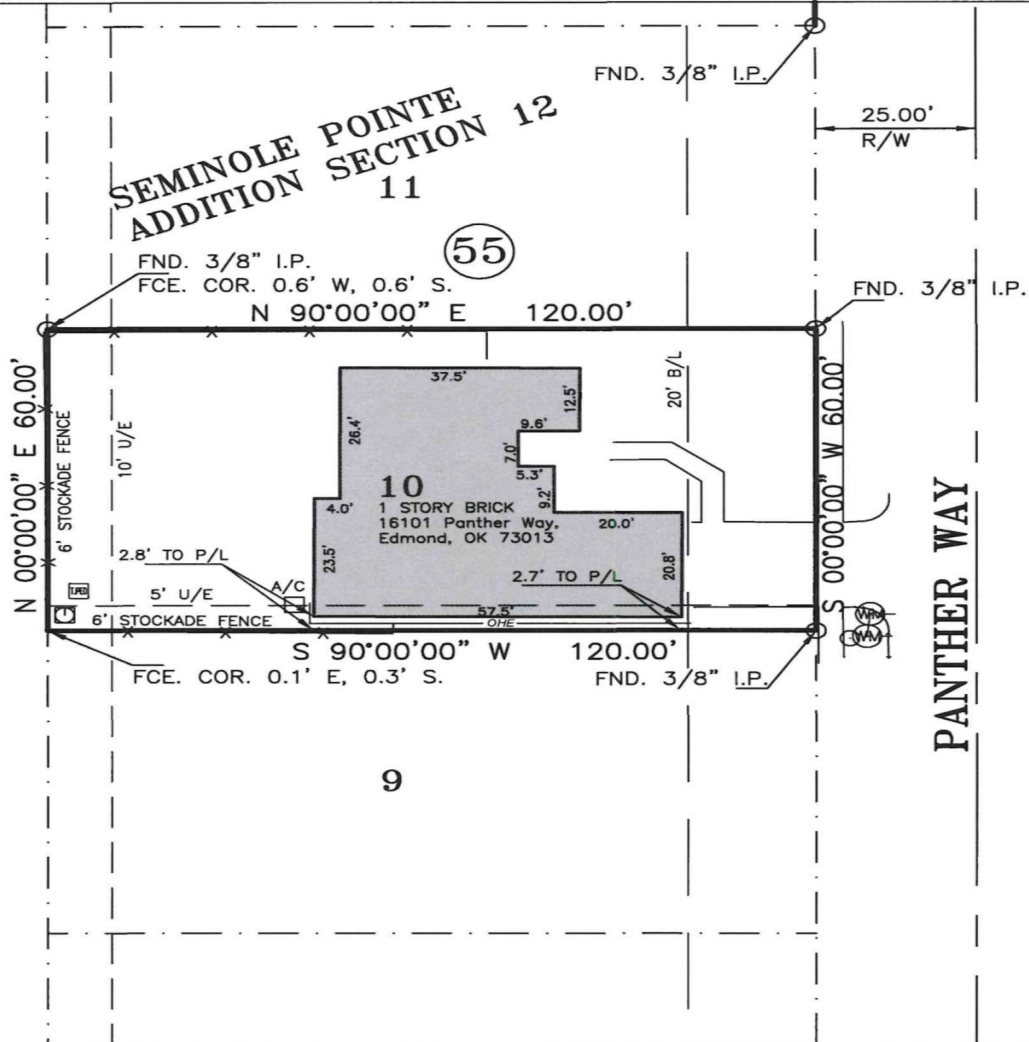 FND. 3/8" I.P.
25.00'
R/W
SEMINOLE POINTE
ADDITION SECTION 12
11
55
FND. 3/8" I.P.
FCE. COR. 0.6' W, 0.6' S.
FND. 3/8" I.P.
N 90°00'00" E 120.00'
N 00°00'00" E 60.00'
6' STOCKADE FENCE
10' U/E
37.5'
12.5'
9.6'
7.0'
5.3'
9.2'
26.4'
20' B/L
S 00°00'00" W 60.00'
10
1 STORY BRICK
16101 Panther Way,
Edmond, OK 73013
4.0'
20.0'
23.5'
20.8'
2.8' TO P/L
2.7' TO P/L
A/C
T.PED
5' U/E
57.5'
6' STOCKADE FENCE
OHE
WM
WM
S 90°00'00" W 120.00'
FCE. COR. 0.1' E, 0.3' S.
FND. 3/8" I.P.
PANTHER WAY
9